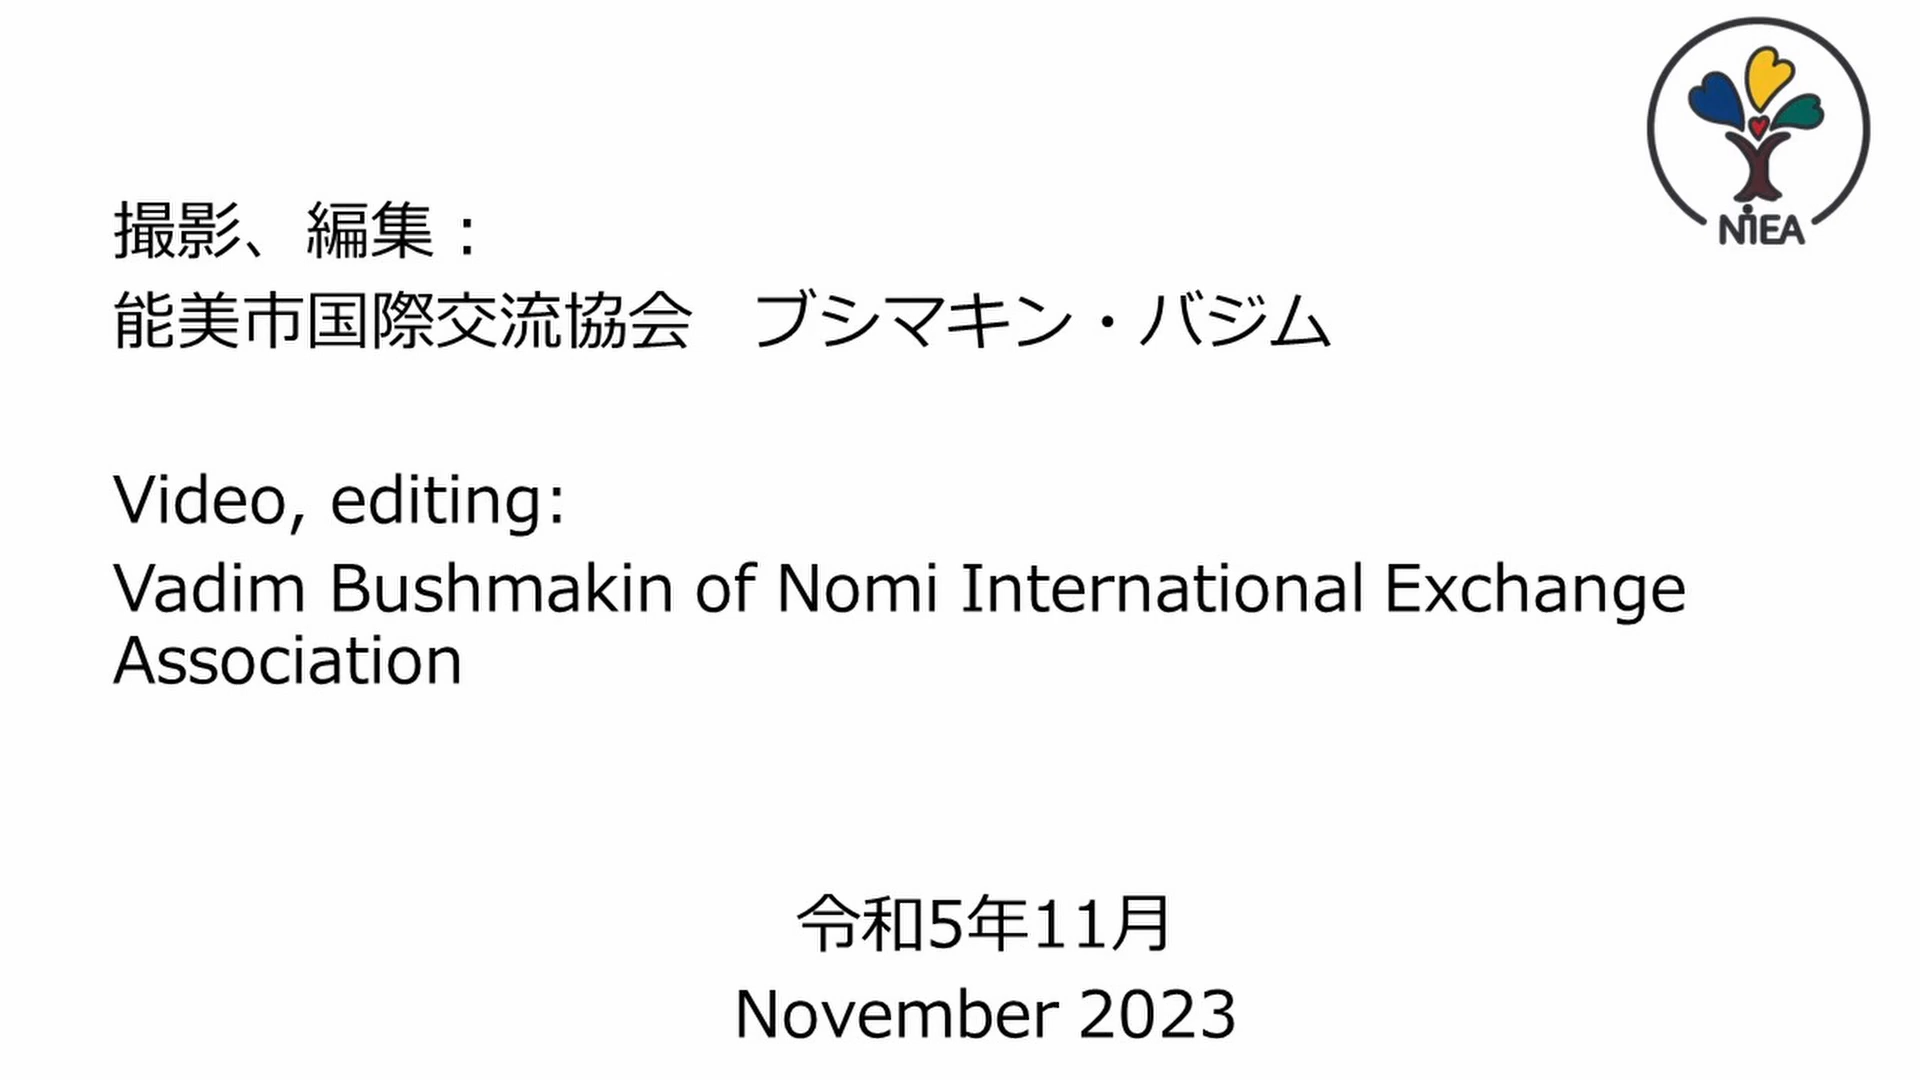 NIEA
撮影、編集：
能美市国際交流協会　ブシマキン・バジム
Video, editing:
Vadim Bushmakin of Nomi International Exchange
Association
令和5年11月
November 2023